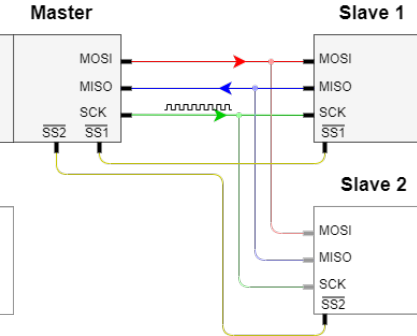 Master
Slave 1
MOSI
MISO
SCK
SS2
SS1
MOSI
MISO
SCK
SS1
Slave 2
MOSI
MISO
SCK
SS2